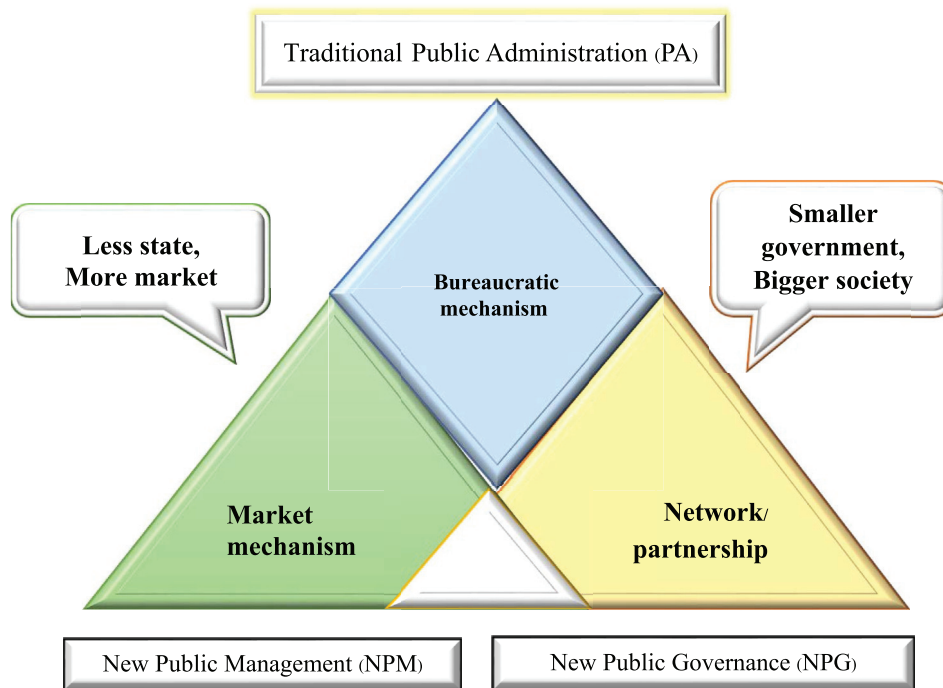 Traditional Public Administration (PA)
Less state,
More market
Smaller
government,
Bigger society
Bureaucratic
mechanism
Market
mechanism
Network/
partnership
New Public Management (NPM)
New Public Governance (NPG)